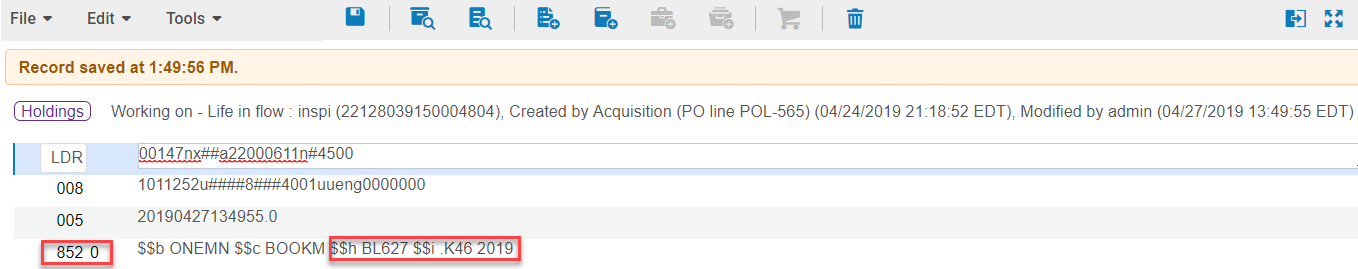 File Edit Tools
Record saved at 1:49:56 PM.
Holdings Working on - Life in flow : inspi (22128039150004804), Created by Acquisition (PO line POL-565) (04/24/2019 21:18:52 EDT), Modified by admin (04/27/2019 13:49:55 EDT)
LDR 00147nx##a22000611n#4500
008 1011252u####8###4001uueng0000000
005 20190427134955.0
852 0 $$b ONEMN $$c BOOKM $$h BL627 $$i .K46 2019